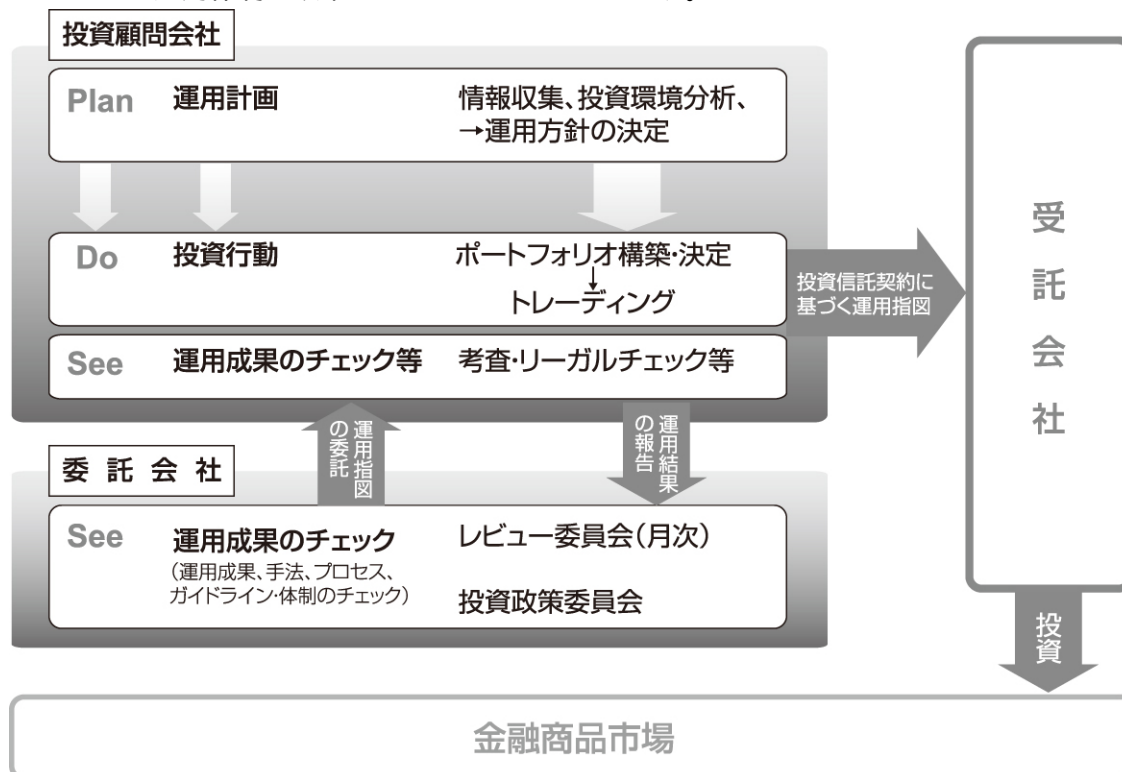 投資顧問会社
Plan 運用計画 情報収集、投資環境分析、
→運用方針の決定
Do 投資行動 ポートフォリオ構築・決定
↓
トレーディング
See 運用成果のチェック等 考査・リーガルチェック等
投資信託契約に
基づく運用指図
受託会社
運用指図
の委託
運用結果
の報告
委託会社
See 運用成果のチェック レビュー委員会(月次)
(運用成果、手法、プロセス、
ガイドライン・体制のチェック)
投資政策委員会
投資
金融商品市場